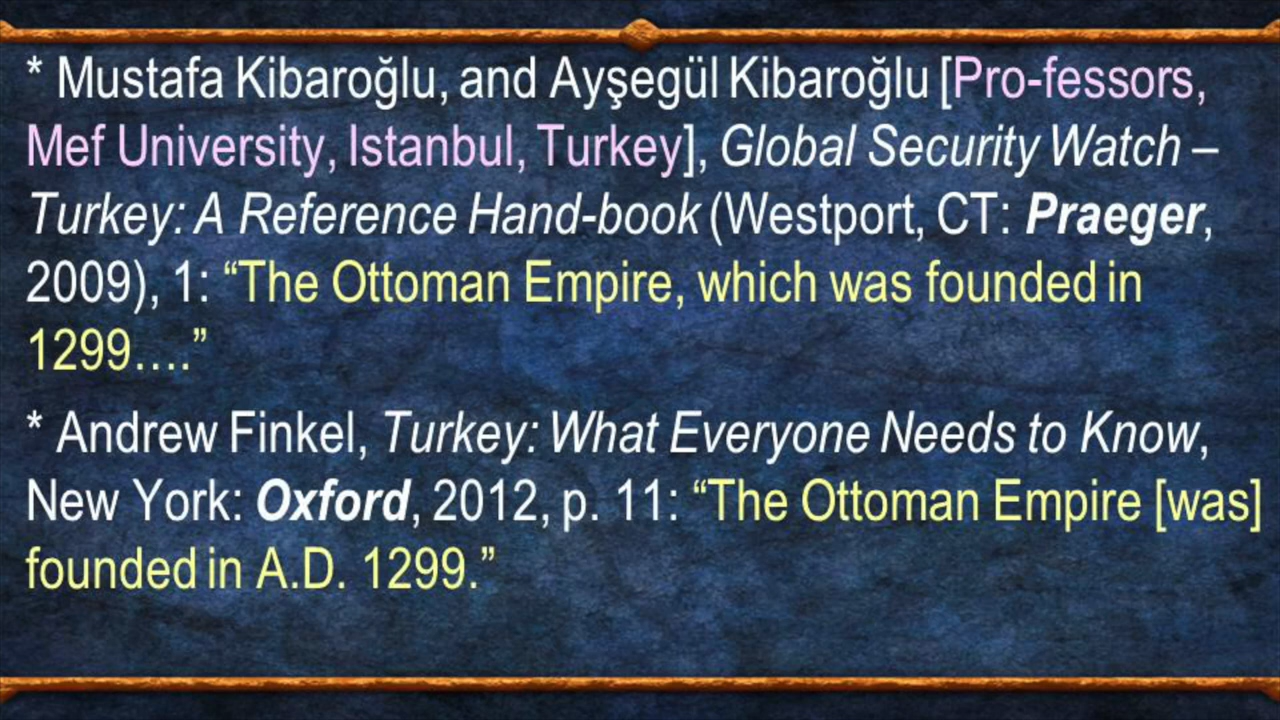 * Mustafa Kibaroğlu, and Ayşegül Kibaroğlu [Pro-fessors,
Mef University, Istanbul, Turkey], Global Security Watch –
Turkey: A Reference Hand-book (Westport, CT: Praeger,
2009), 1: “The Ottoman Empire, which was founded in
1299….”
* Andrew Finkel, Turkey: What Everyone Needs to Know,
New York: Oxford, 2012, p. 11: “The Ottoman Empire [was]
founded in A.D. 1299.”